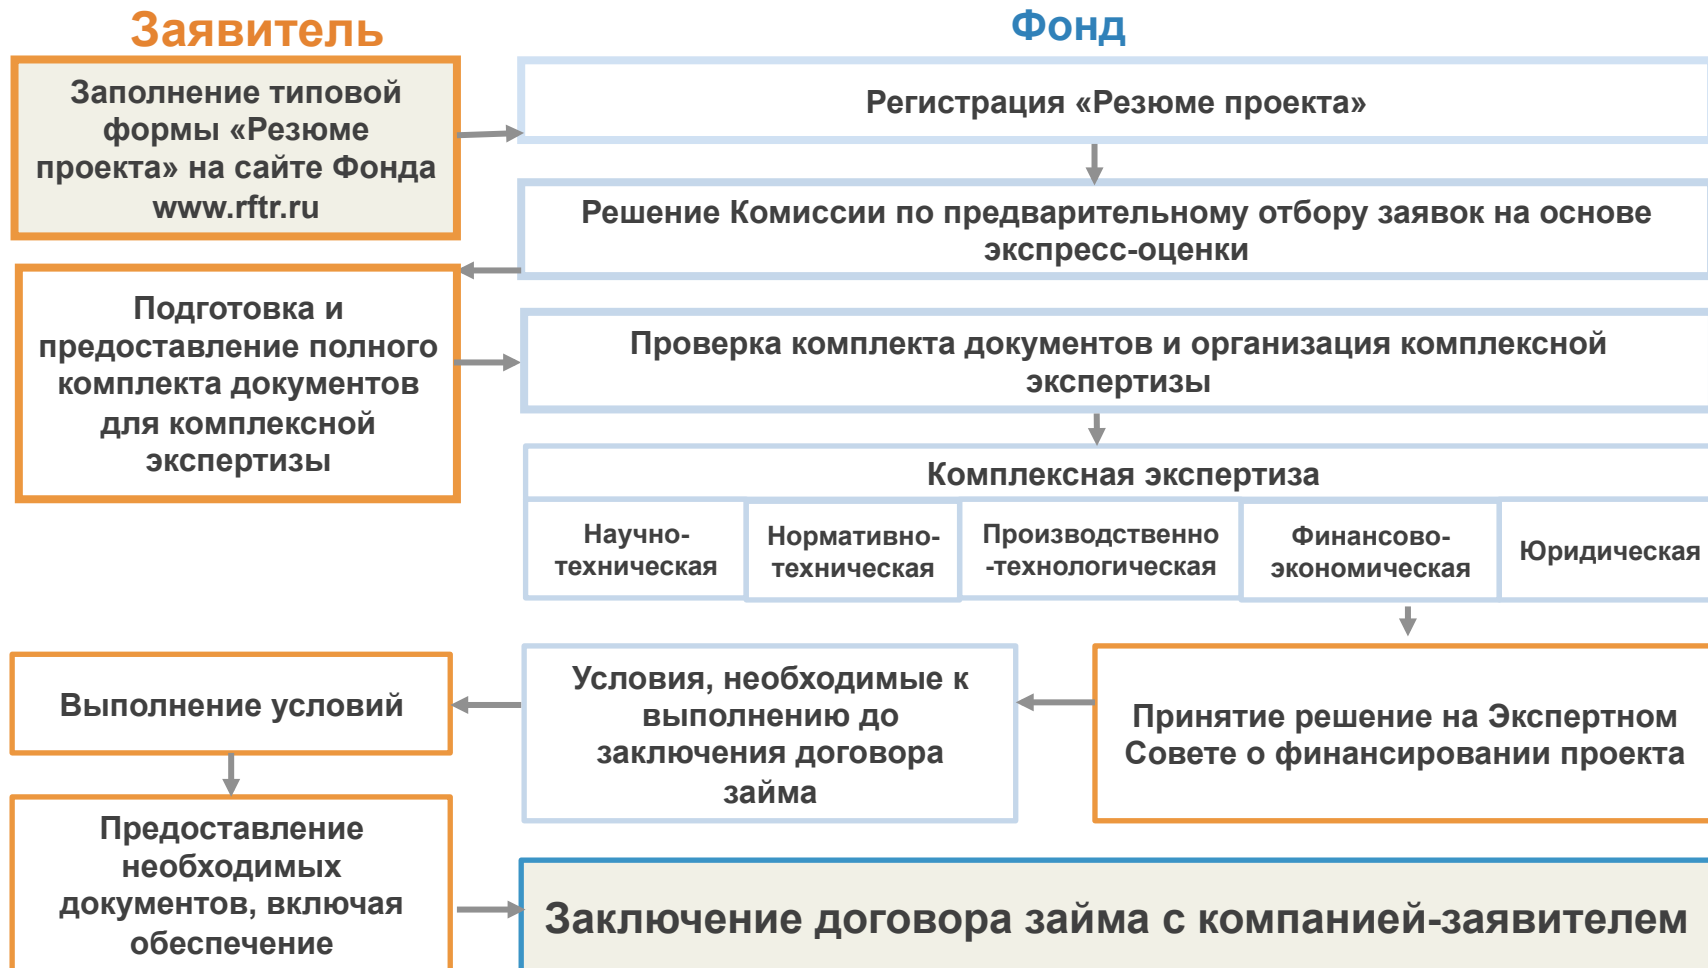 Заявитель
Фонд
Заполнение типовой
формы «Резюме
проекта» на сайте Фонда
www.rftr.ru
Регистрация «Резюме проекта»
Решение Комиссии по предварительному отбору заявок на основе
экспресс-оценки
Подготовка и
предоставление полного
комплекта документов
для комплексной
экспертизы
Проверка комплекта документов и организация комплексной
экспертизы
Комплексная экспертиза
Научно-
техническая
Нормативно-
техническая
Производственно
-технологическая
Финансово-
экономическая
Юридическая
Принятие решение на Экспертном
Совете о финансировании проекта
Условия, необходимые к
выполнению до
заключения договора
займа
Выполнение условий
Предоставление
необходимых
документов, включая
обеспечение
Заключение договора займа с компанией-заявителем